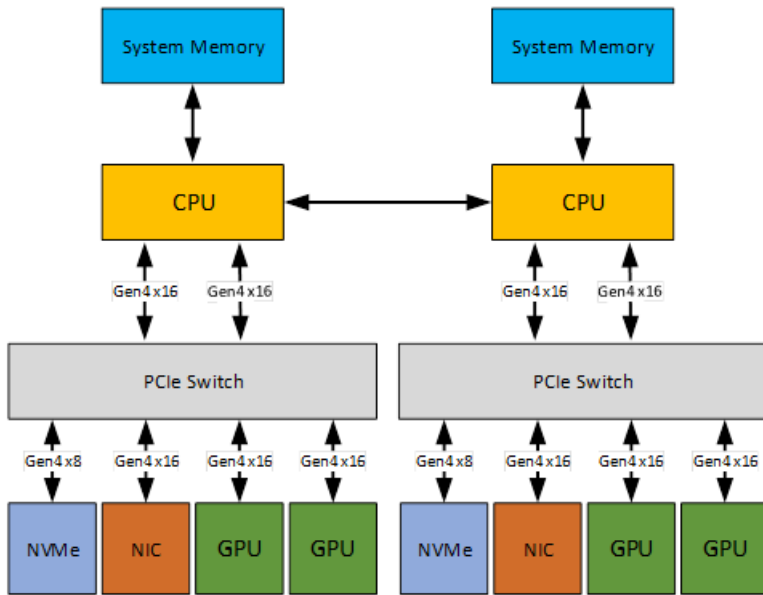 System Memory
System Memory
CPU
CPU
Gen4 x16
Gen4 x16
Gen4 x16
Gen4 x16
PCIe Switch
PCIe Switch
Gen4 x8
Gen4 x16
Gen4 x16
Gen4 x16
Gen4 x8
Gen4 x16
Gen4 x16
Gen4 x16
NVMe
NIC
GPU
GPU
NVMe
NIC
GPU
GPU